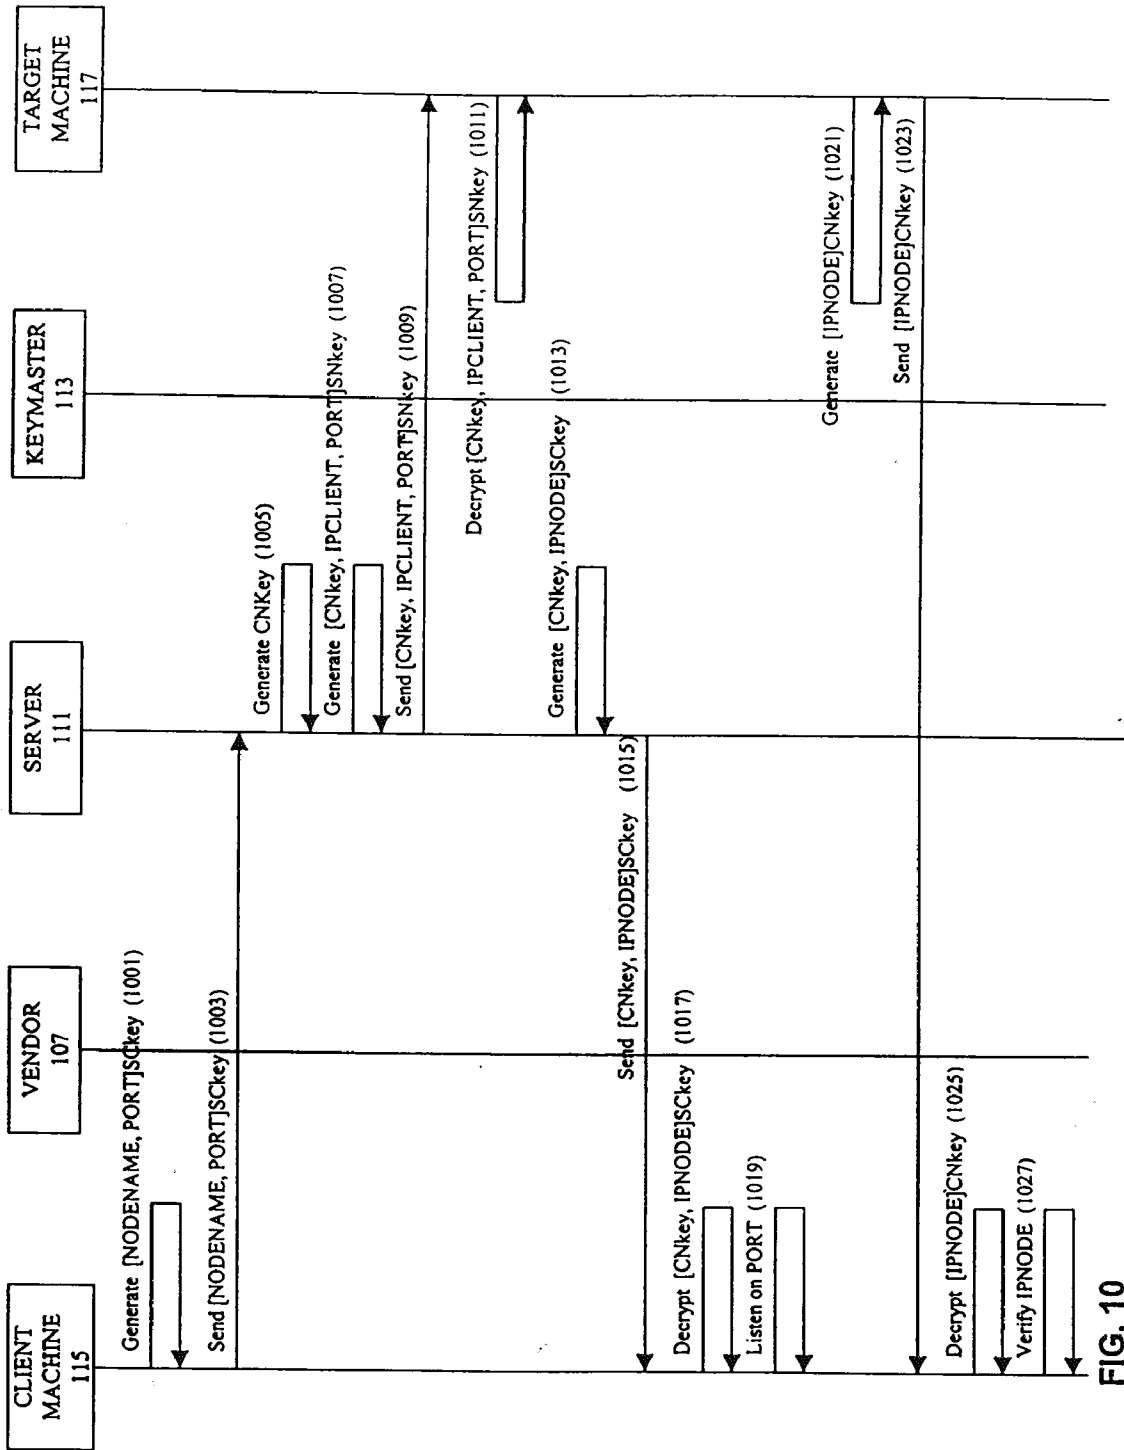 CLIENT
MACHINE
115
VENDOR
107
SERVER
111
KEYMASTER
113
TARGET
MACHINE
117
Generate [NODENAME, PORT]SCkey (1001)
Send [NODENAME, PORT]SCkey (1003)
Generate CNKey (1005)
Generate [CNkey, IPCLIENT, PORT]SNkey (1007)
Send [CNkey, IPCLIENT, PORT]SNkey (1009)
Decrypt [CNkey, IPCLIENT, PORT]SNkey (1011)
Generate [CNkey, IPNODE]SCkey (1013)
Send [CNkey, IPNODE]SCkey (1015)
Decrypt [CNkey, IPNODE]SCkey (1017)
Listen on PORT (1019)
Generate [IPNODE]CNkey (1021)
Send [IPNODE]CNkey (1023)
Decrypt [IPNODE]CNkey (1025)
Verify IPNODE (1027)
FIG. 10